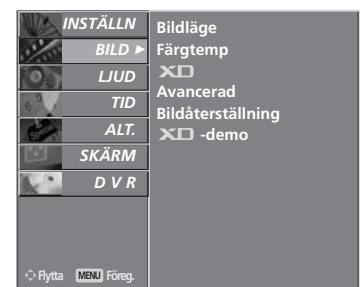 INSTÄLLN
BILD ►
LJUD
TID
ALT.
SKÄRM
D V R
Bildläge
Färgtemp
XD
Avancerad
Bildåterställning
XD -demo
Flytta MENU Föreg.